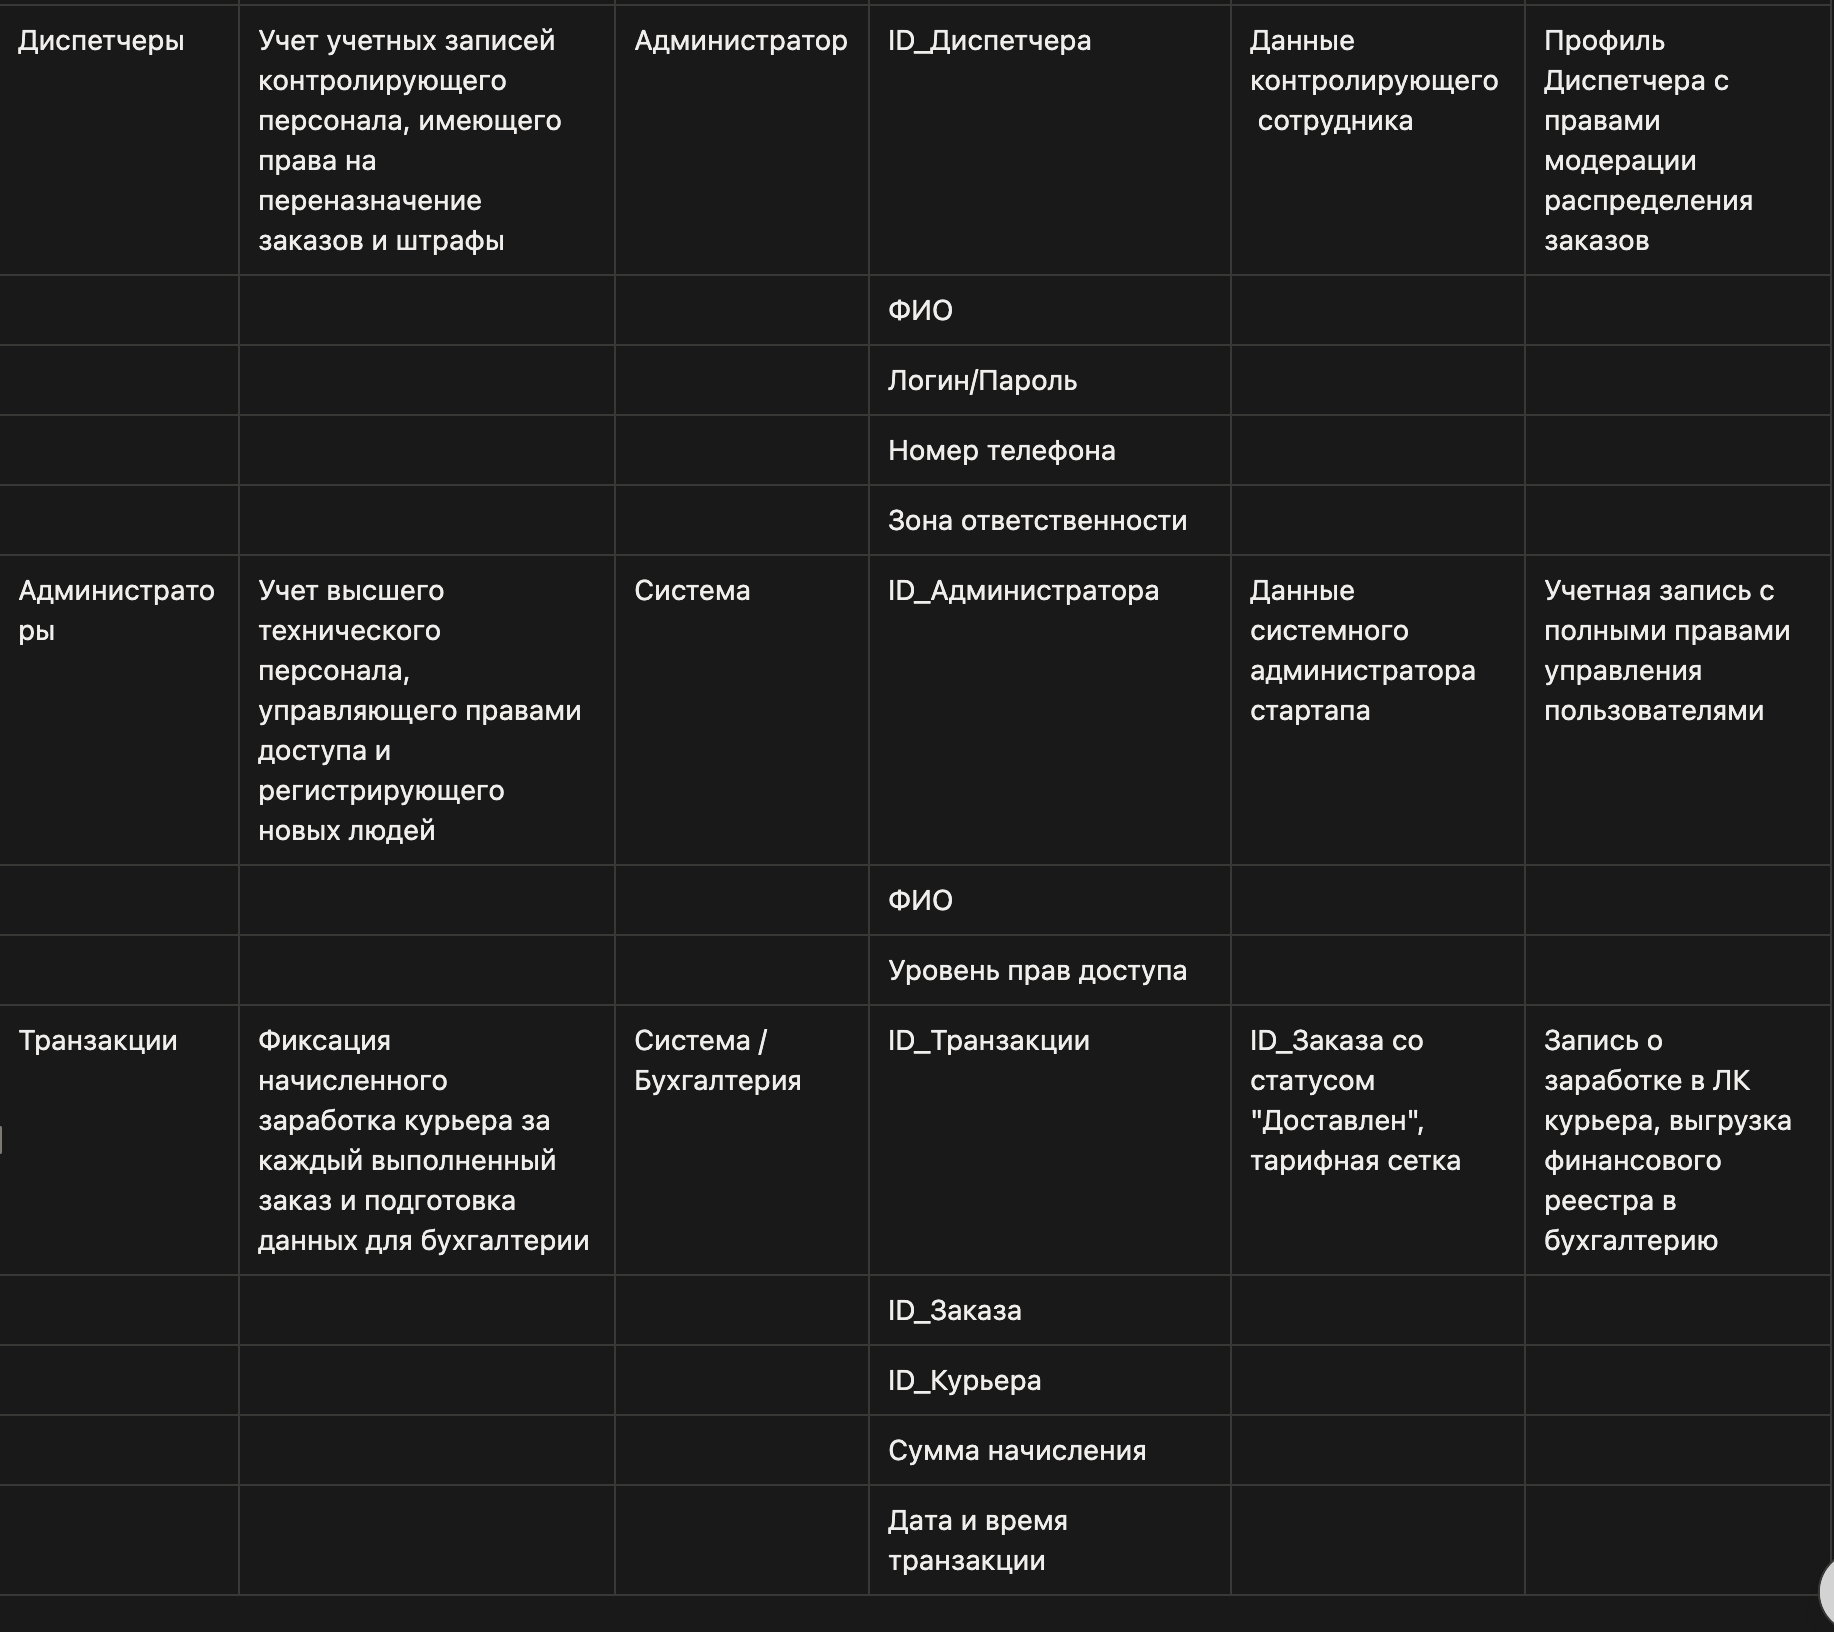 Диспетчеры
Учет учетных записей
контролирующего
персонала, имеющего
права на
переназначение
заказов и штрафы
Администратор
ID_Диспетчера
Данные
контролирующего
сотрудника
Профиль
Диспетчера с
правами
модерации
распределения
заказов
ФИО
Логин/Пароль
Номер телефона
Зона ответственности
Администрато
ры
Учет высшего
технического
персонала,
управляющего правами
доступа и
регистрирующего
новых людей
Система
ID_Администратора
Данные
системного
администратора
стартапа
Учетная запись с
полными правами
управления
пользователями
ФИО
Уровень прав доступа
Транзакции
Фиксация
начисленного
заработка курьера за
каждый выполненный
заказ и подготовка
данных для бухгалтерии
Система /
Бухгалтерия
ID_Транзакции
ID_Заказа со
статусом
"Доставлен",
тарифная сетка
Запись о
заработке в ЛК
курьера, выгрузка
финансового
реестра в
бухгалтерию
ID_Заказа
ID_Курьера
Сумма начисления
Дата и время
транзакции